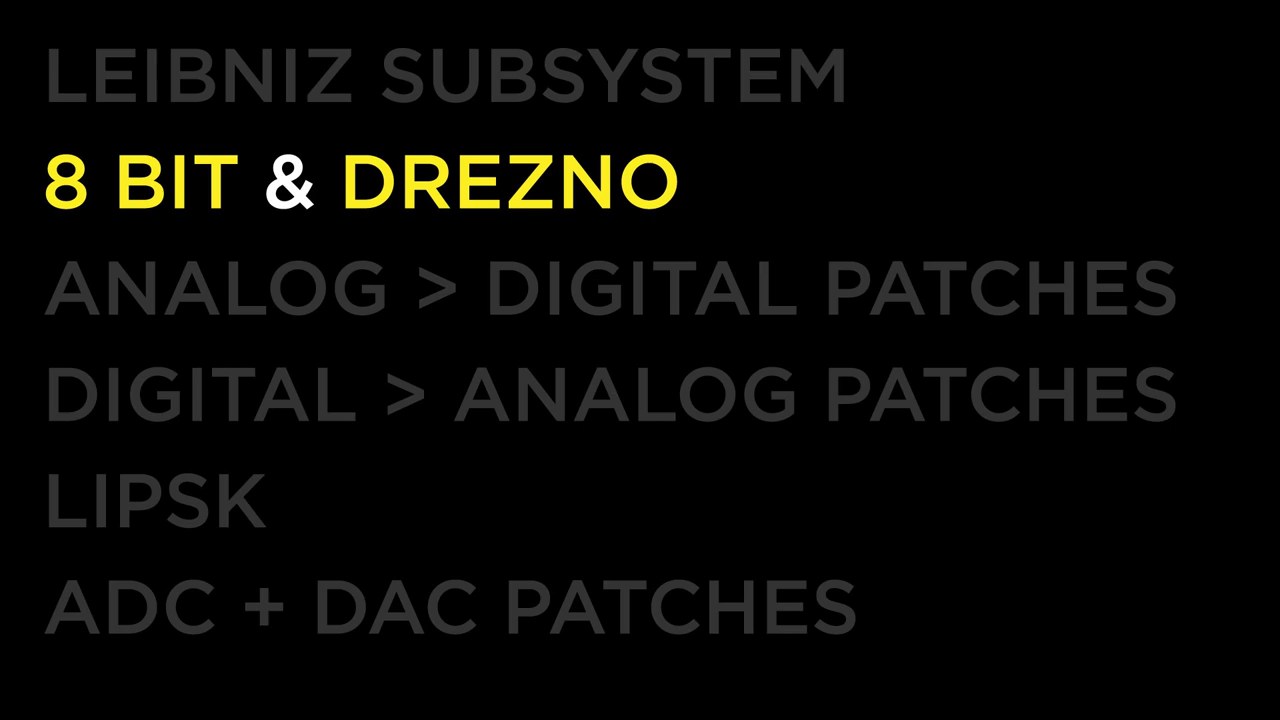 LEIBNIZ SUBSYSTEM
8 BIT & DREZNO
ANALOG > DIGITAL PATCHES
DIGITAL > ANALOG PATCHES
LIPSK
ADC + DAC PATCHES